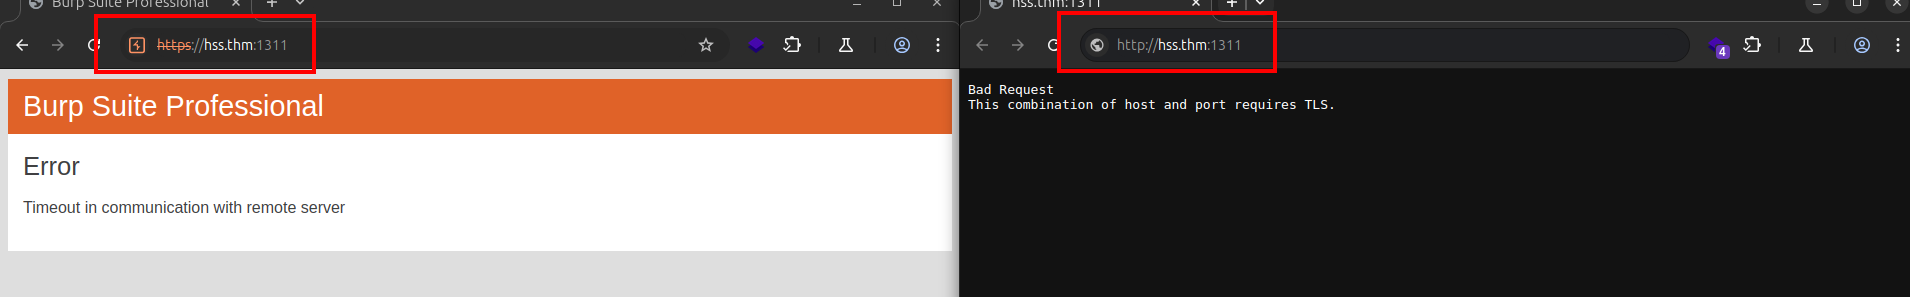 Burp Suite Professional
https://hss.thm:1311
Burp Suite Professional
Error
Timeout in communication with remote server
hss.thm:1311
http://hss.thm:1311
4
Bad Request
This combination of host and port requires TLS.